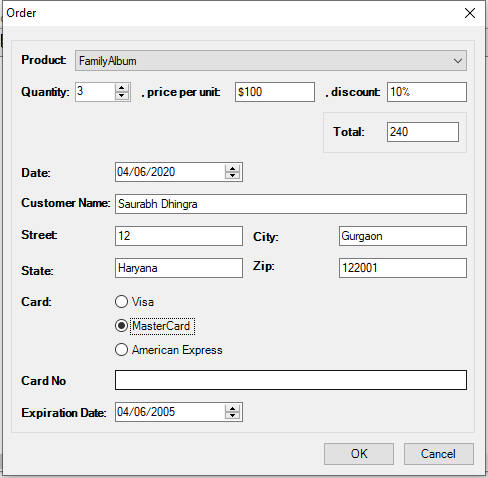 Order
Product: FamilyAlbum
Quantity: 3 , price per unit: $100 , discount: 10%
Total: 240
Date: 04/06/2020
Customer Name: Saurabh Dhingra
Street: 12 City: Gurgaon
State: Haryana Zip: 122001
Card: Visa
MasterCard
American Express
Card No
Expiration Date: 04/06/2005
OK Cancel